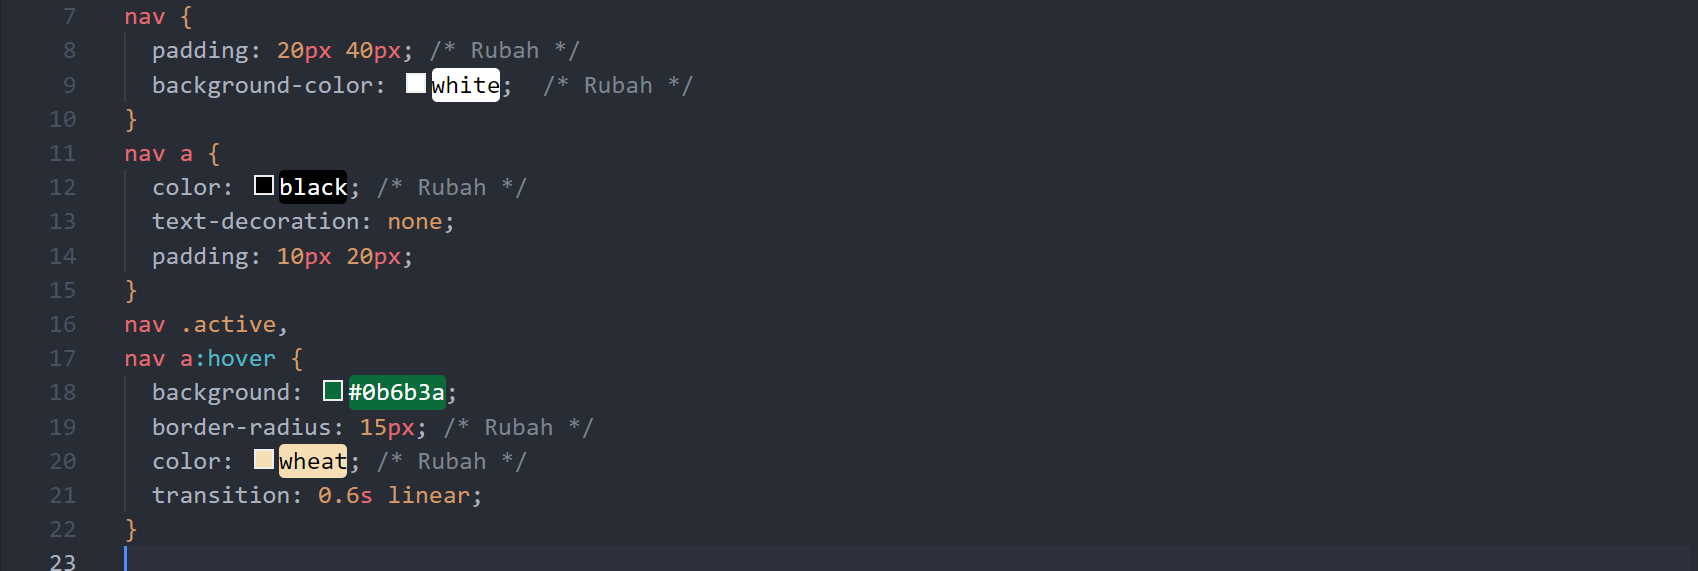 7 nav {
8 padding: 20px 40px; /* Rubah */
9 background-color: white;  /* Rubah */
10 }
11 nav a {
12 color: black; /* Rubah */
13 text-decoration: none;
14 padding: 10px 20px;
15 }
16 nav .active,
17 nav a:hover {
18 background: #0b6b3a;
19 border-radius: 15px; /* Rubah */
20 color: wheat; /* Rubah */
21 transition: 0.6s linear;
22 }
23